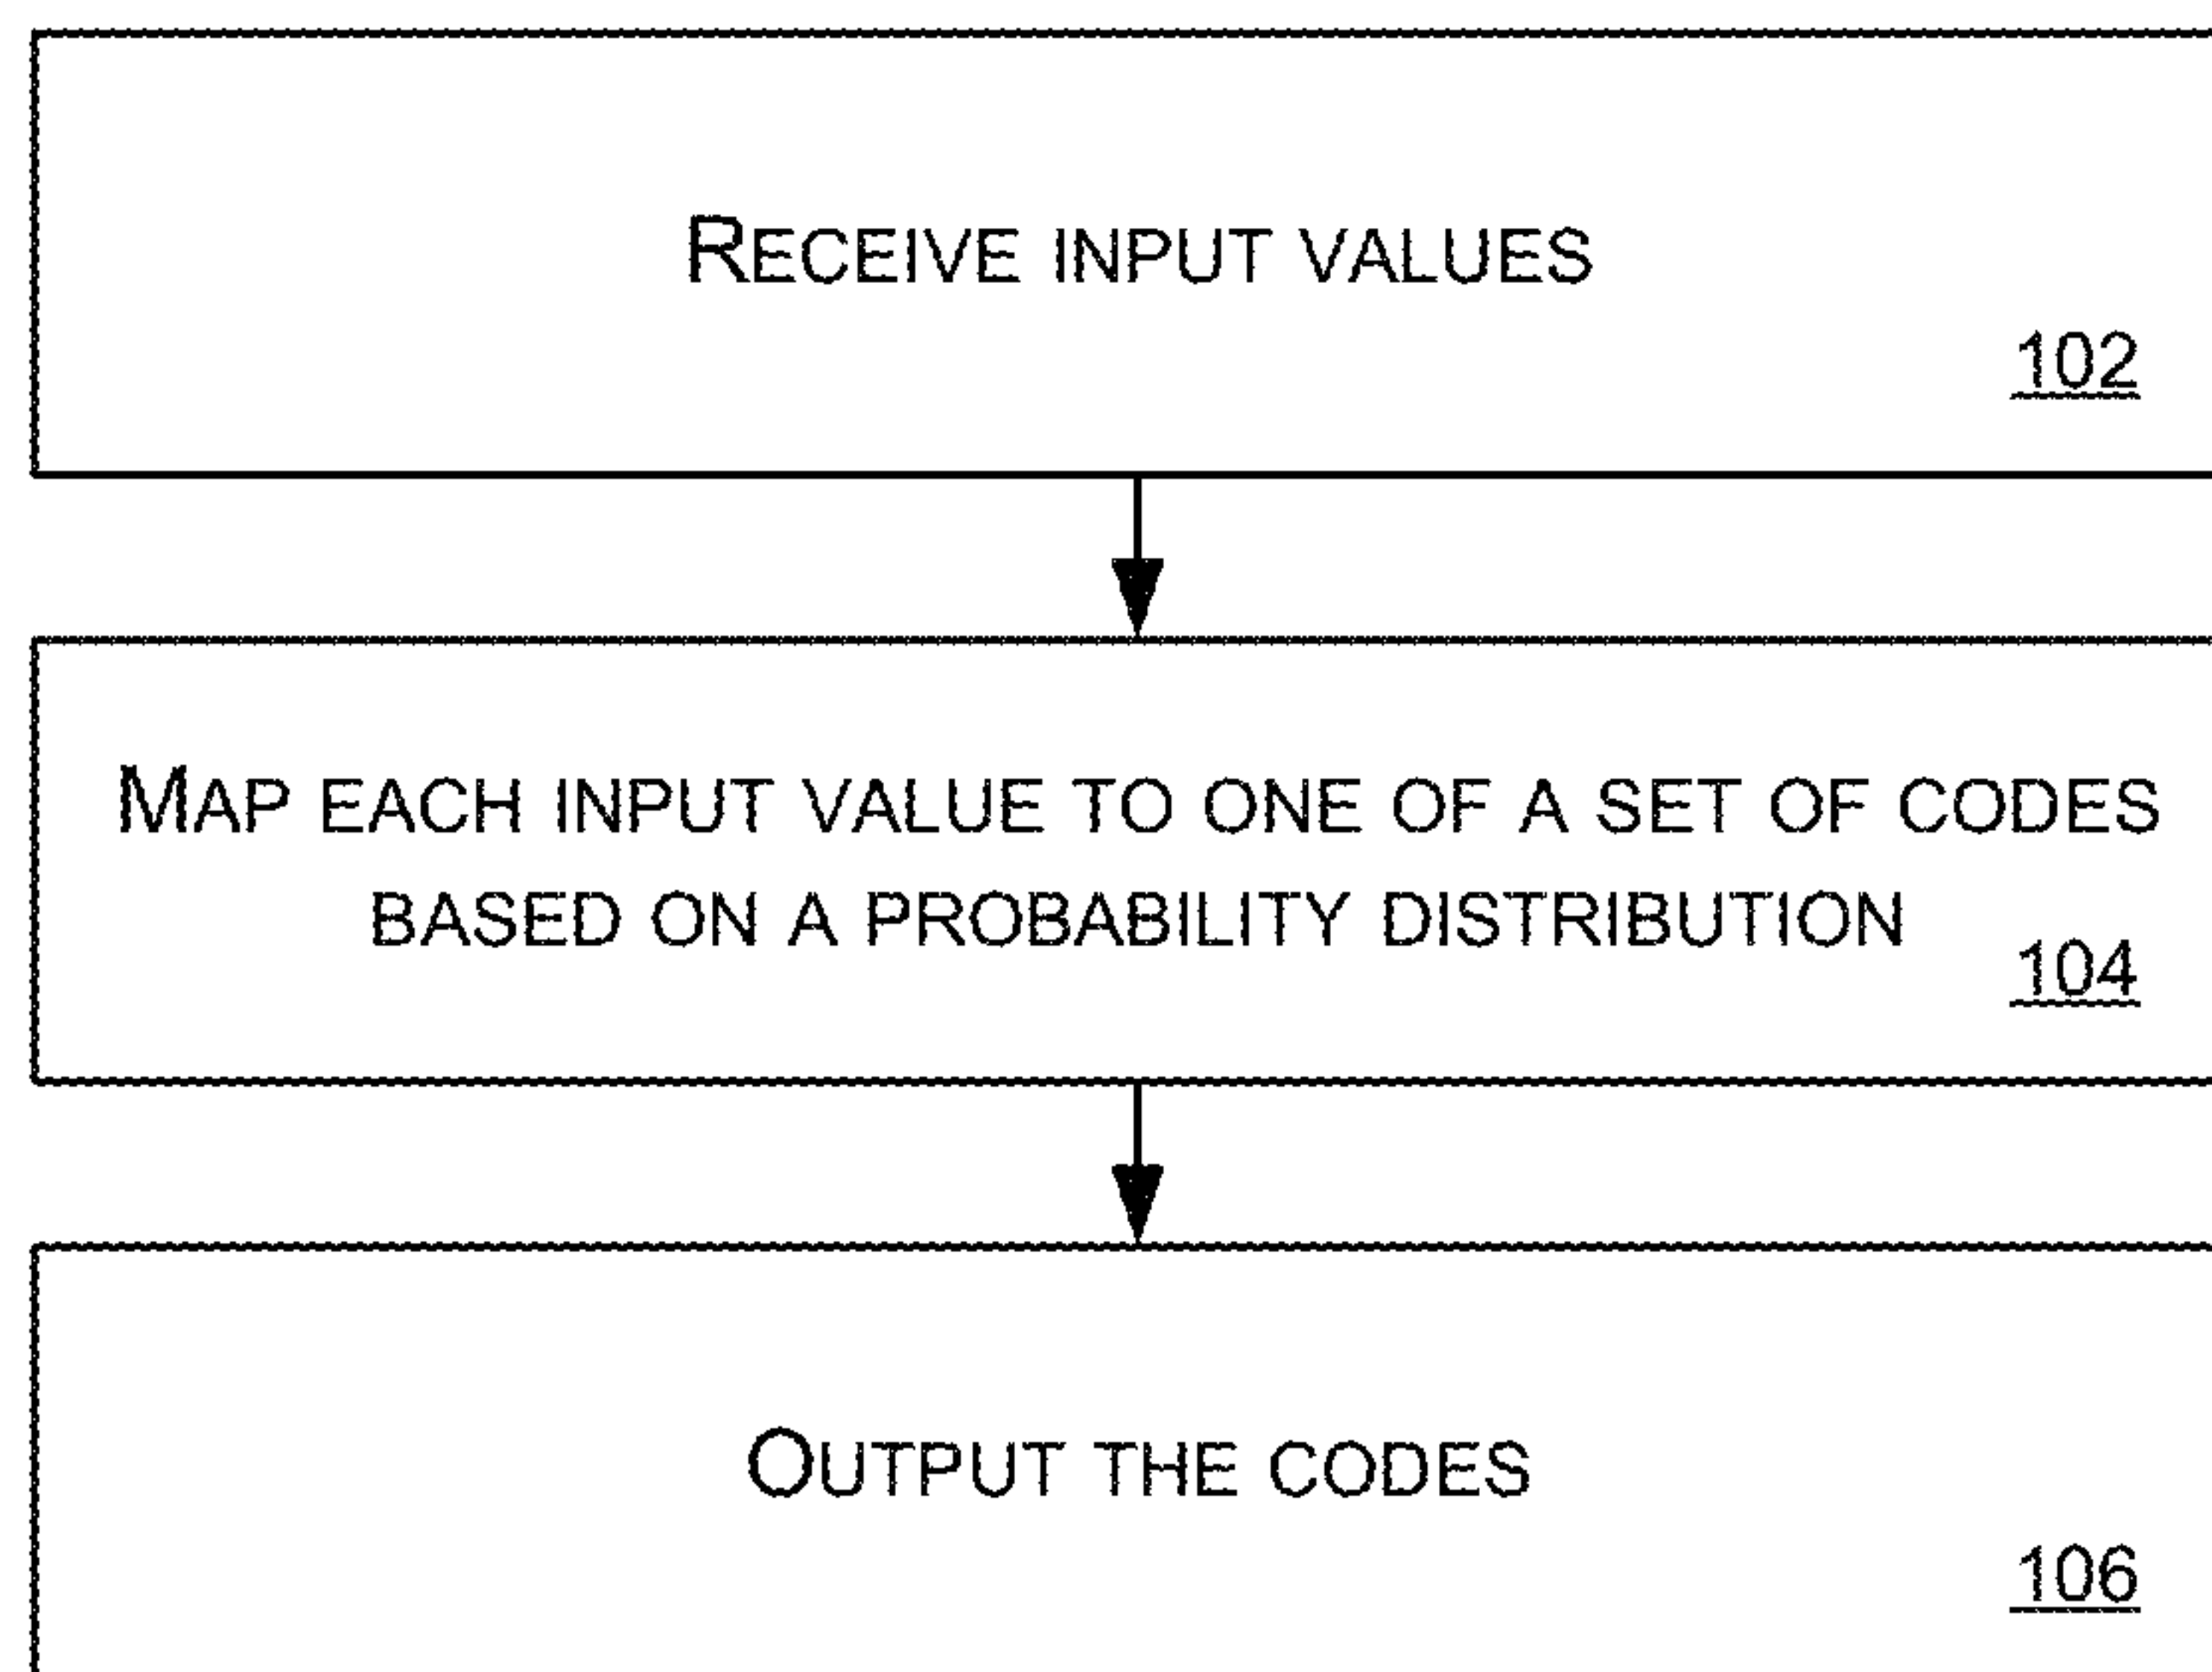 RECEIVE INPUT VALUES
102
MAP EACH INPUT VALUE TO ONE OF A SET OF CODES
BASED ON A PROBABILITY DISTRIBUTION
104
OUTPUT THE CODES
106